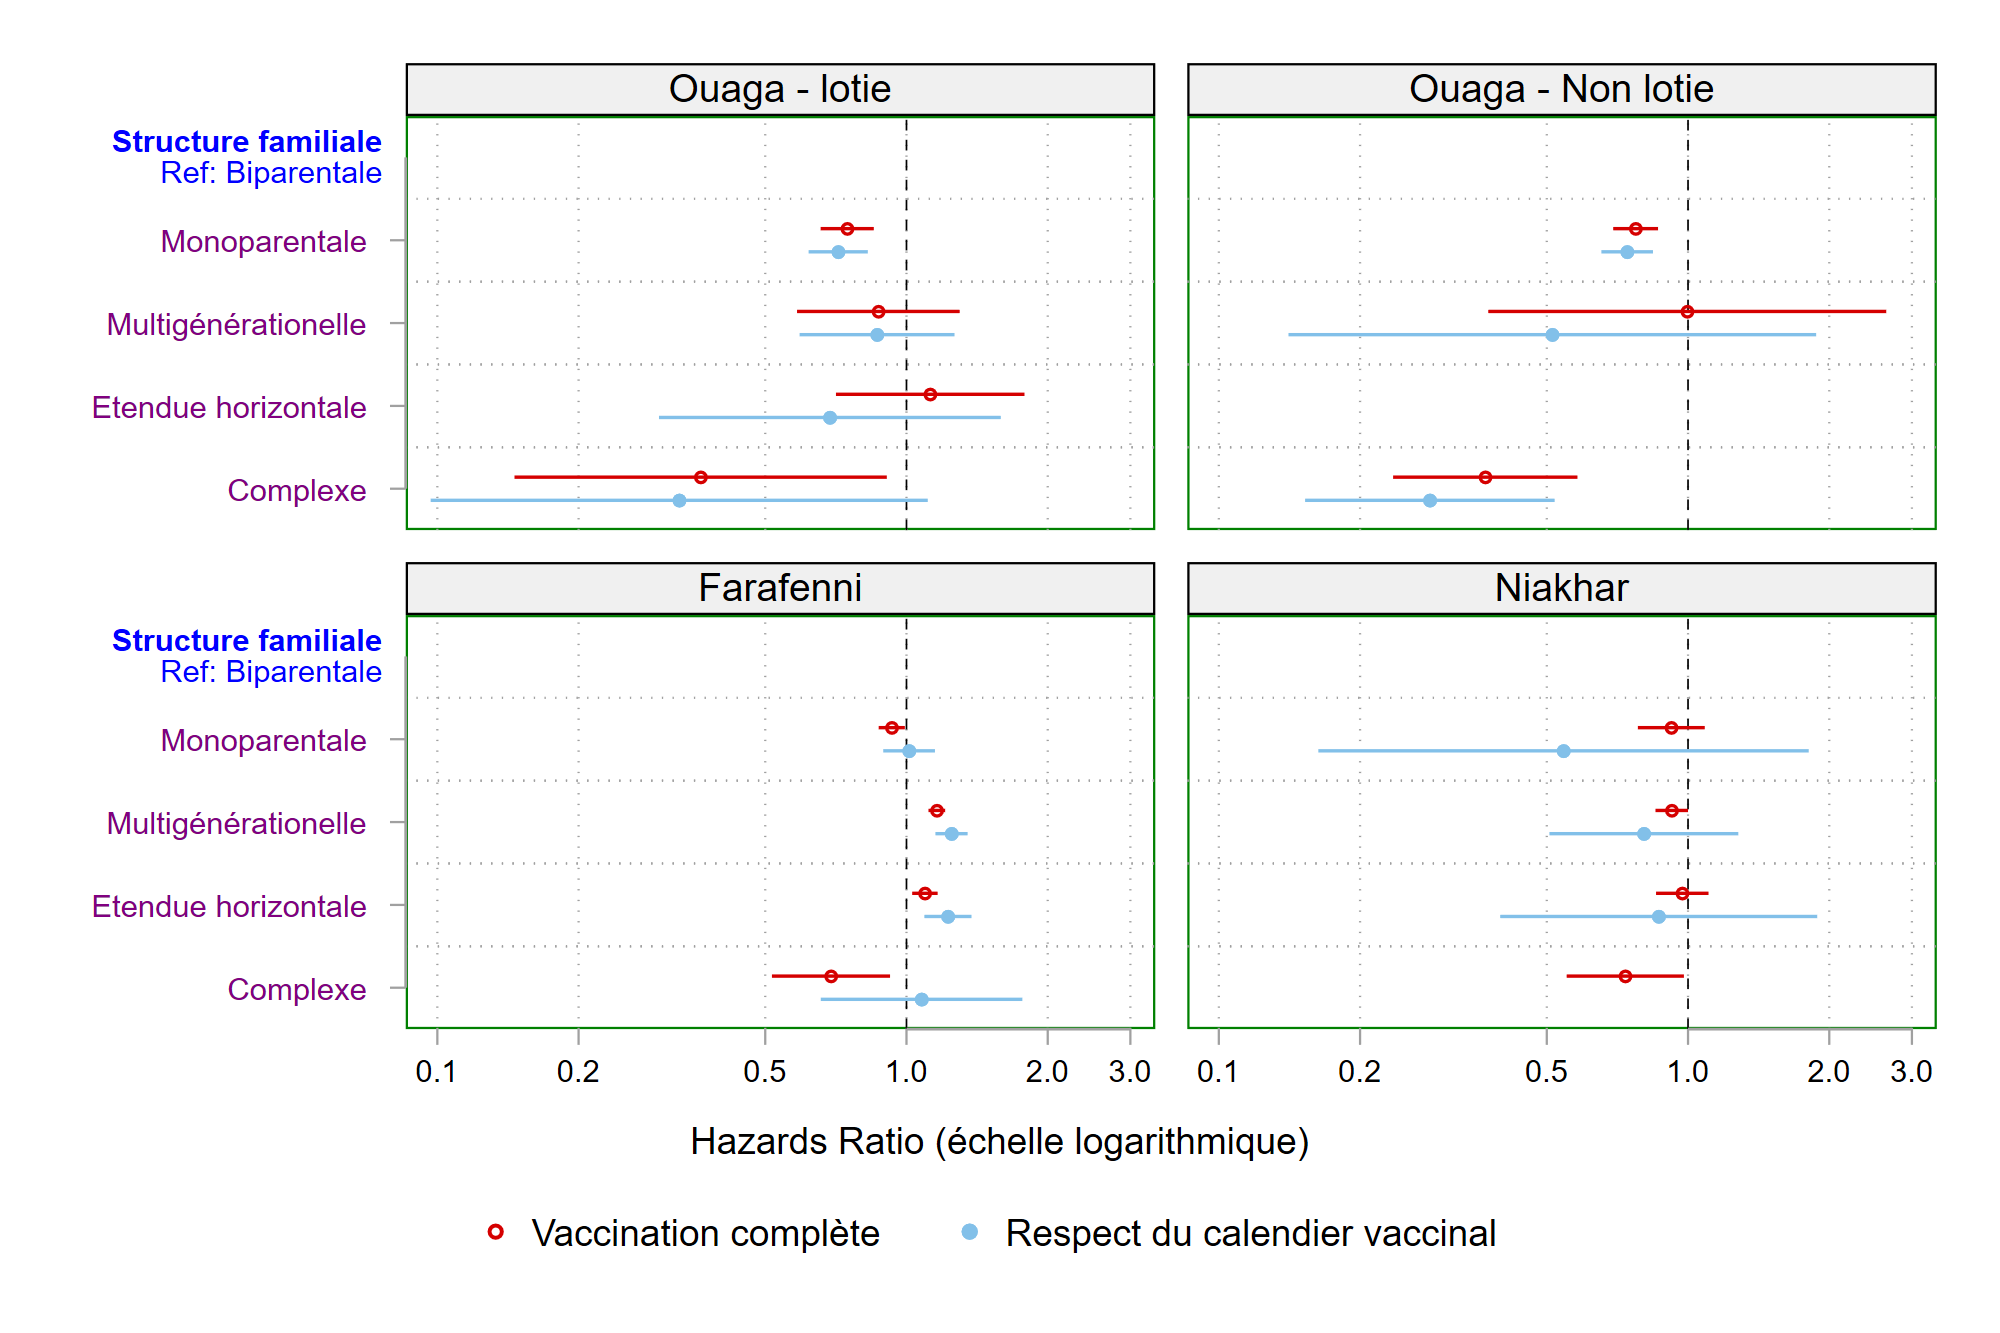 Ouaga - lotie
Ouaga - Non lotie
Structure familiale
Ref: Biparentale
Monoparentale
Multigénérationelle
Etendue horizontale
Complexe
Farafenni
Niakhar
Structure familiale
Ref: Biparentale
Monoparentale
Multigénérationelle
Etendue horizontale
Complexe
0.1 0.2 0.5 1.0 2.0 3.0
0.1 0.2 0.5 1.0 2.0 3.0
Hazards Ratio (échelle logarithmique)
Vaccination complète
Respect du calendier vaccinal